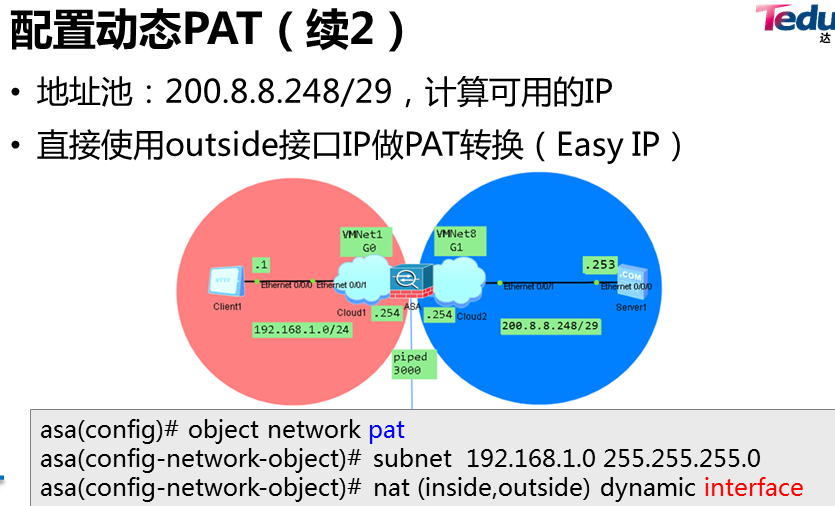 配置动态PAT（续2）
Tedu
达
• 地址池：200.8.8.248/29，计算可用的IP
• 直接使用outside接口IP做PAT转换（Easy IP）
VMNet1
G0
VMNet8
G1
.1
.253
Ethernet 0/0/0
Ethernet 0/0/1
Ethernet 0/0/1
Ethernet 0/0/0
.COM
Client1
Cloud1
.254
ASA
.254
Cloud2
Server1
192.168.1.0/24
200.8.8.248/29
piped
3000
asa(config)# object network pat
asa(config-network-object)# subnet 192.168.1.0 255.255.255.0
asa(config-network-object)# nat (inside,outside) dynamic interface